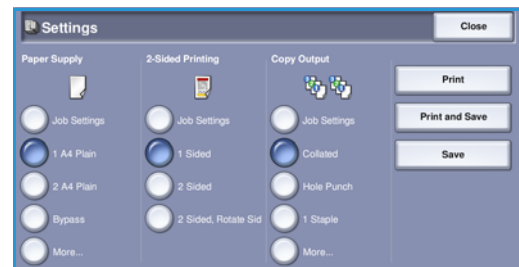 Settings
Close
Paper Supply
2-Sided Printing
Copy Output
Job Settings
1 A4 Plain
2 A4 Plain
Bypass
More...
Job Settings
1 Sided
2 Sided
2 Sided, Rotate Sid
Job Settings
Collated
Hole Punch
1 Staple
More...
Print
Print and Save
Save